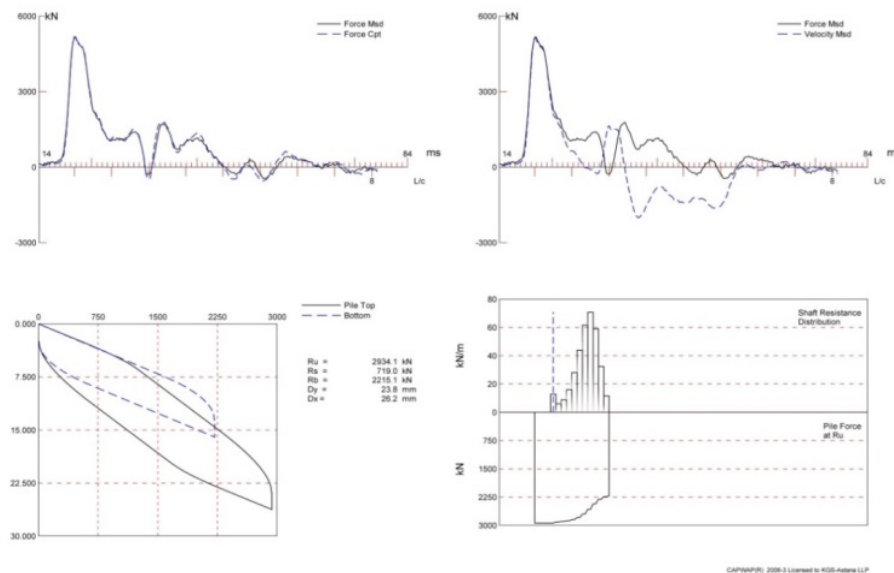 6000
kN
Force Msd
Force Cpt
3000
14
84
ms
0
8
L/c
-3000
6000
kN
Force Msd
Velocity Msd
3000
14
84
0
8
L/c
-3000
0 750 1500 2250 3000
0.000
Pile Top
Bottom
7.500
Ru = 2934.1 kN
Rs = 719.0 kN
Rb = 2215.1 kN
Dy = 23.8 mm
Dx = 26.2 mm
15.000
22.500
30.000
80
Shaft Resistance
Distribution
60
kN/m
40
20
0
Pile Force
at Ru
750
kN
1500
2250
3000
CAPWAP(R) 2006-3 Licensed to KGS-Astana LLP